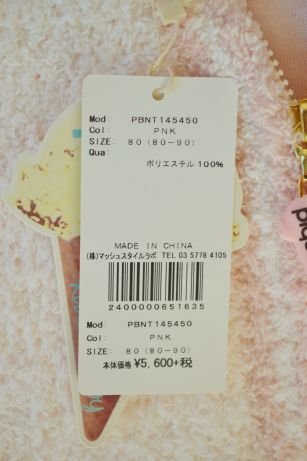 Mod: PBNT145450
Col: PNK
SIZE: 80 (80-90)
Qua:
ポリエステル 100%
MADE IN CHINA
(株)マッシュスタイルラボ TEL 03 5778 4105
2400000651635
Mod: PBNT145450
Col: PNK
SIZE: 80 (80-90)
本体価格 ¥5,600+税